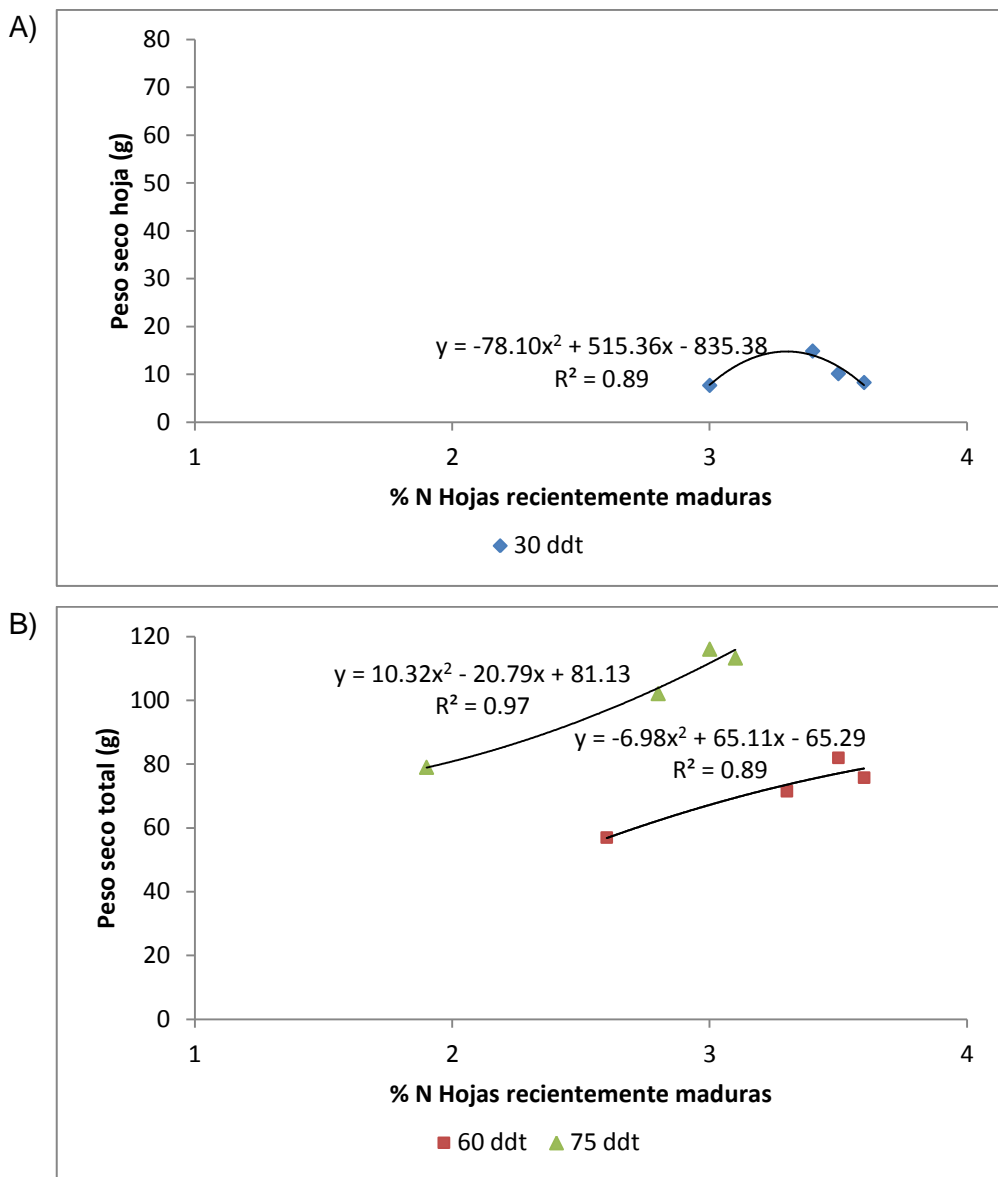 A)
80
70
60
50
40
30
20
10
0
Peso seco hoja (g)
y = -78.10x² + 515.36x - 835.38
R² = 0.89
1 2 3 4
% N Hojas recientemente maduras
30 ddt
B)
120
100
80
60
40
20
0
Peso seco total (g)
y = 10.32x² - 20.79x + 81.13
R² = 0.97
y = -6.98x² + 65.11x - 65.29
R² = 0.89
1 2 3 4
% N Hojas recientemente maduras
60 ddt 75 ddt